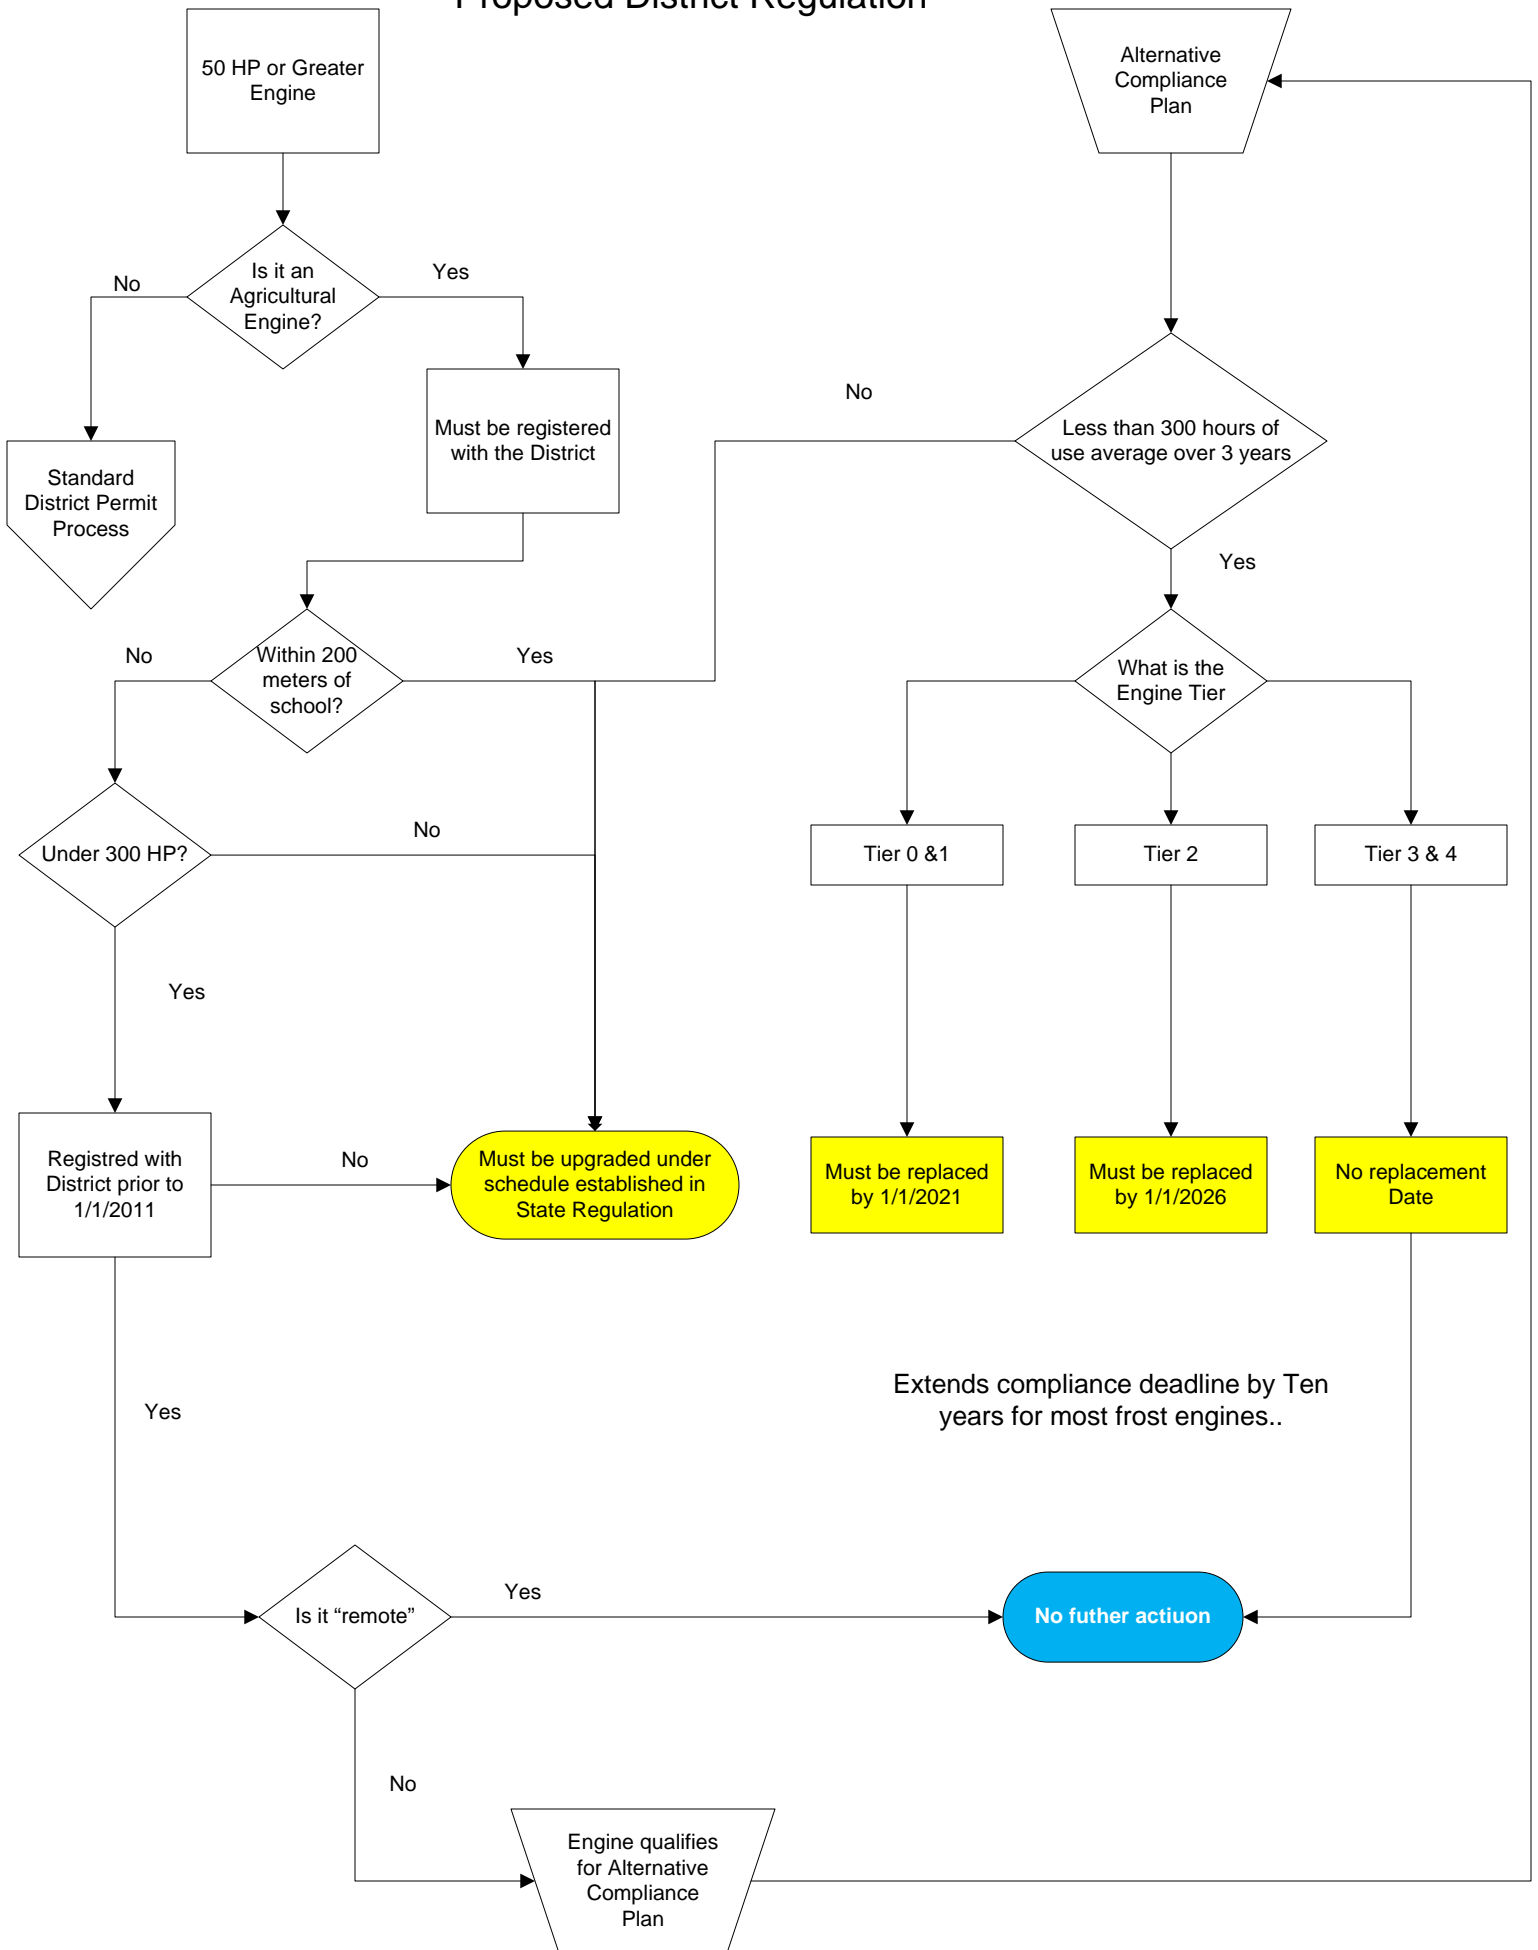 Proposed District Regulation
50 HP or Greater
Engine
Alternative
Compliance
Plan
Is it an
Agricultural
Engine?
No
Yes
Standard
District Permit
Process
Must be registered
with the District
No
Less than 300 hours of
use average over 3 years
Yes
Within 200
meters of
school?
No
Yes
What is the
Engine Tier
Under 300 HP?
No
Yes
Tier 0 &1
Tier 2
Tier 3 & 4
Registred with
District prior to
1/1/2011
No
Must be upgraded under
schedule established in
State Regulation
Must be replaced
by 1/1/2021
Must be replaced
by 1/1/2026
No replacement
Date
Yes
Extends compliance deadline by Ten
years for most frost engines..
Is it “remote”
Yes
No futher actiuon
No
Engine qualifies
for Alternative
Compliance
Plan